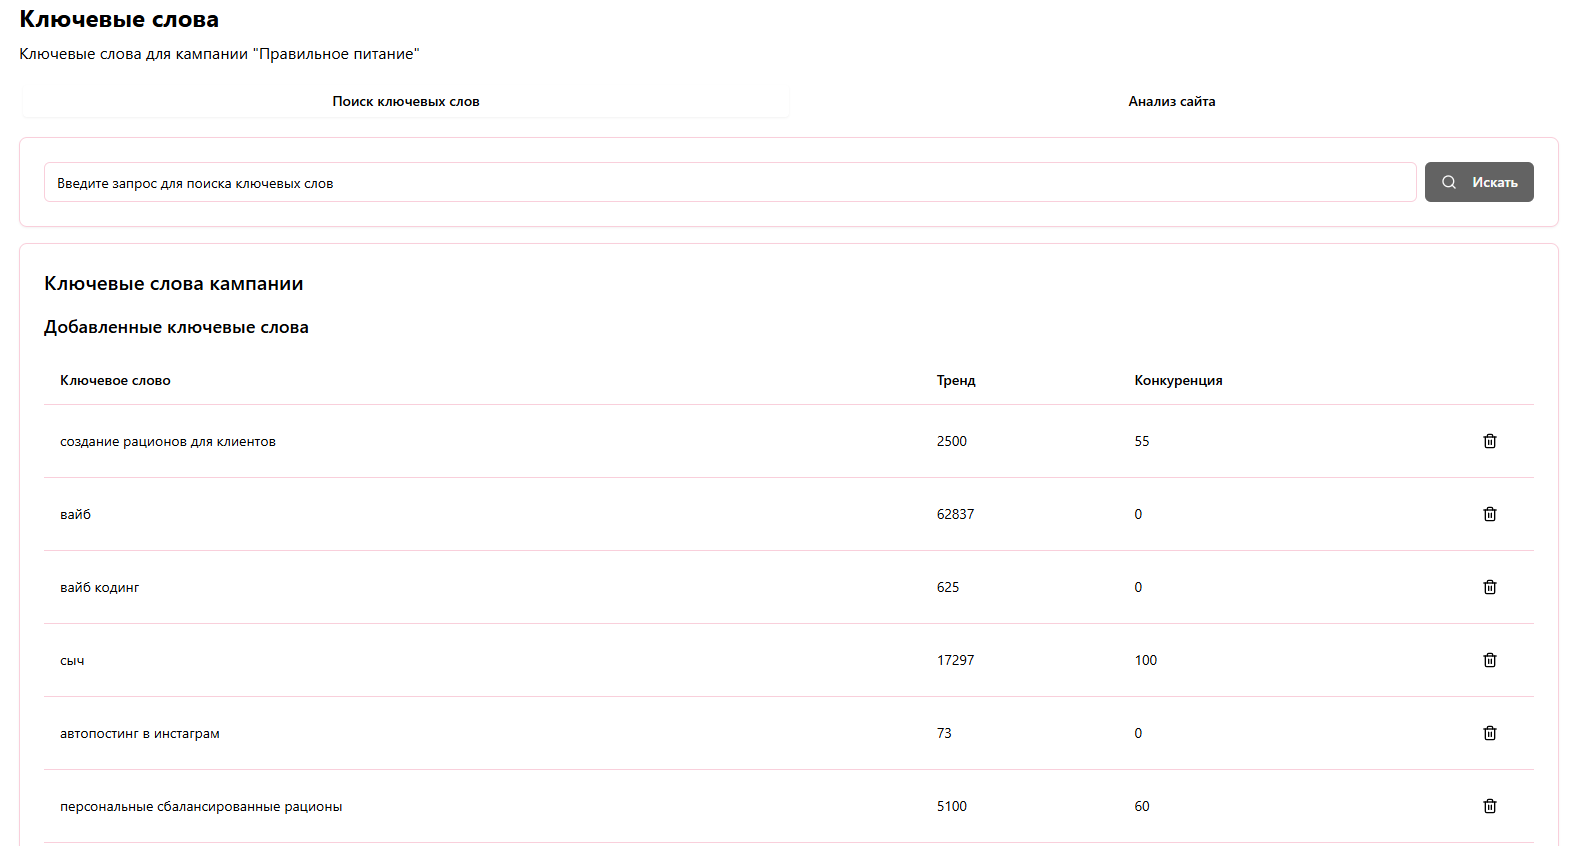 Ключевые слова
Ключевые слова для кампании "Правильное питание"
Поиск ключевых слов Анализ сайта
Введите запрос для поиска ключевых слов Искать
Ключевые слова кампании
Добавленные ключевые слова
Ключевое слово Тренд Конкуренция
создание рационов для клиентов 2500 55
вайб 62837 0
вайб кодинг 625 0
сыч 17297 100
автопостинг в инстаграм 73 0
персональные сбалансированные рационы 5100 60